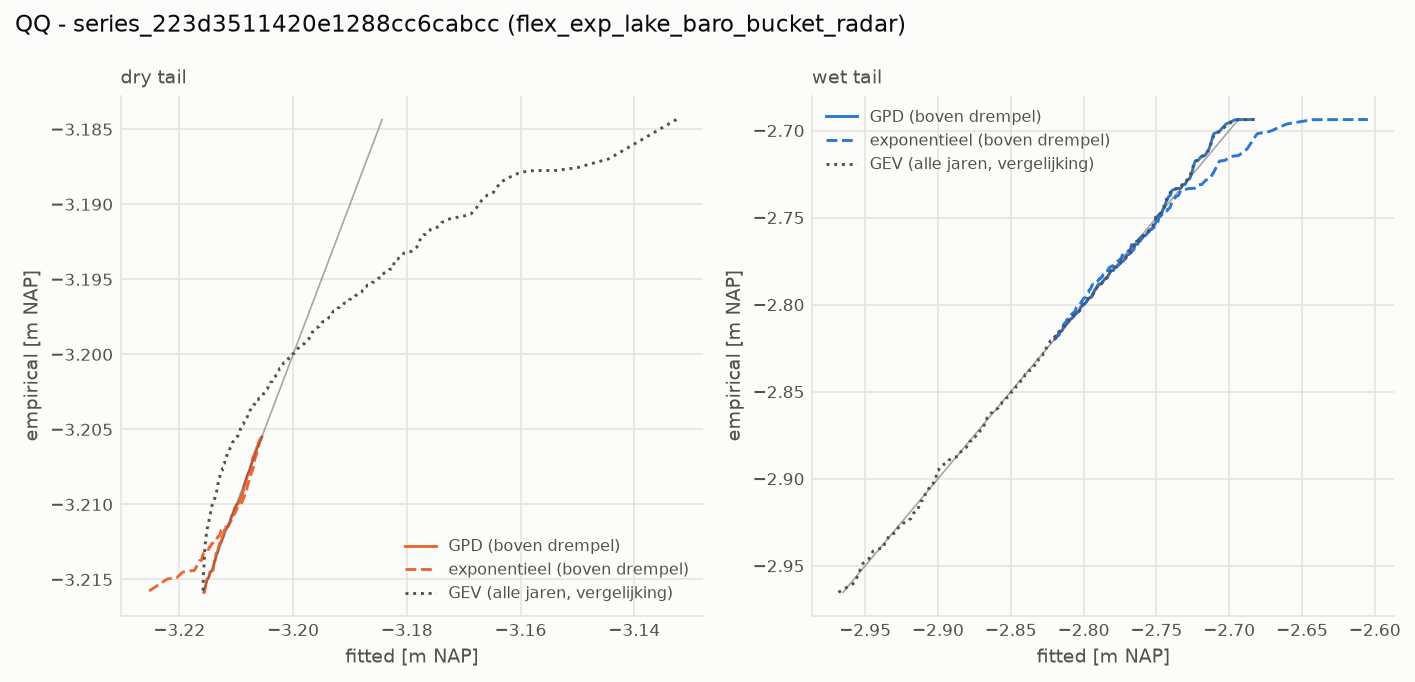 QQ - series_223d3511420e1288cc6cabcc (flex_exp_lake_baro_bucket_radar)
dry tail
−3.185
−3.190
−3.195
−3.200
−3.205
−3.210
−3.215
empirical [m NAP]
GPD (boven drempel)
exponentieel (boven drempel)
GEV (alle jaren, vergelijking)
−3.22 −3.20 −3.18 −3.16 −3.14
fitted [m NAP]
wet tail
GPD (boven drempel)
exponentieel (boven drempel)
GEV (alle jaren, vergelijking)
−2.70
−2.75
−2.80
−2.85
−2.90
−2.95
empirical [m NAP]
−2.95 −2.90 −2.85 −2.80 −2.75 −2.70 −2.65 −2.60
fitted [m NAP]